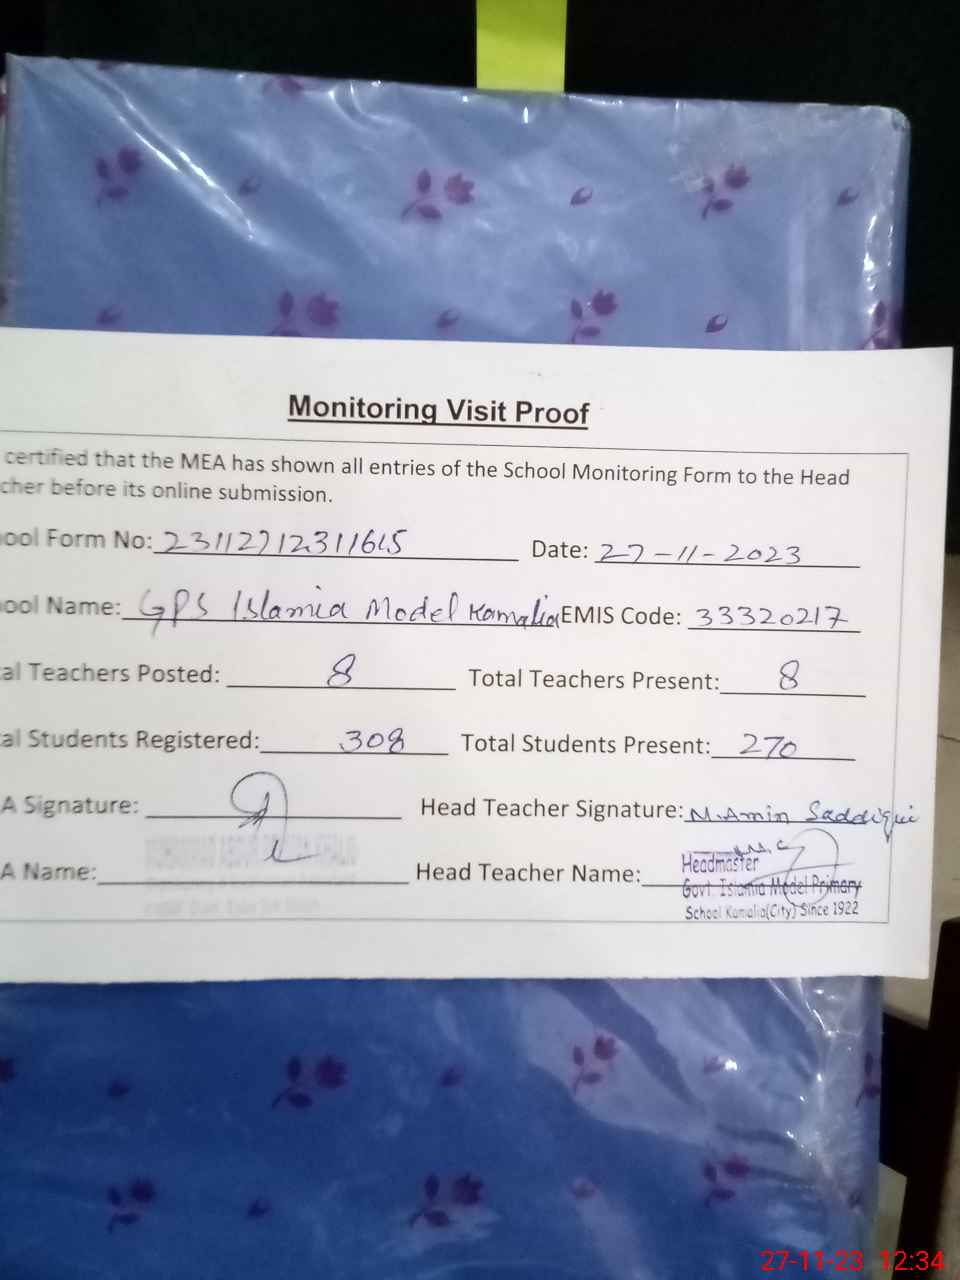 Monitoring Visit Proof
certified that the MEA has shown all entries of the School Monitoring Form to the Head
cher before its online submission.
ool Form No: Date: 27-11-2023
ool Name: GPS Islamia Model Kamalia EMIS Code: 33320217
al Teachers Posted: 8 Total Teachers Present: 8
al Students Registered: 308 Total Students Present: 270
A Signature: Head Teacher Signature: M.Amin Saddiqui
A Name: Head Teacher Name:
Headmaster
Govt. Islamia Model Primary
School Kamalia(City) Since 1922
27-11-23 12:34